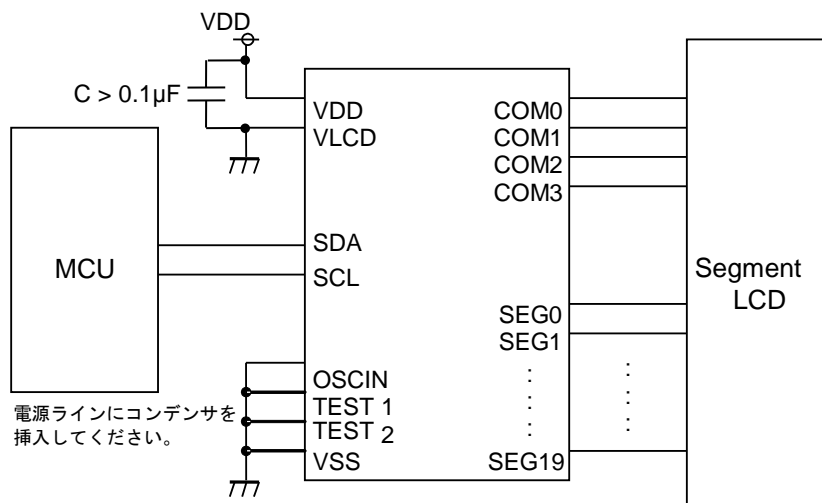 VDD
C > 0.1µF
MCU
電源ラインにコンデンサを
挿入してください。
VDD
VLCD
SDA
SCL
OSCIN
TEST 1
TEST 2
VSS
COM0
COM1
COM2
COM3
SEG0
SEG1
SEG19
Segment
LCD